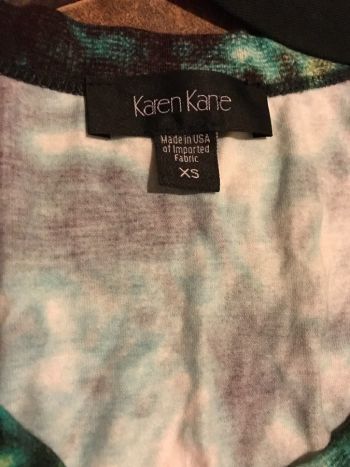 Karen Kane
Made in USA
of Imported
Fabric
XS